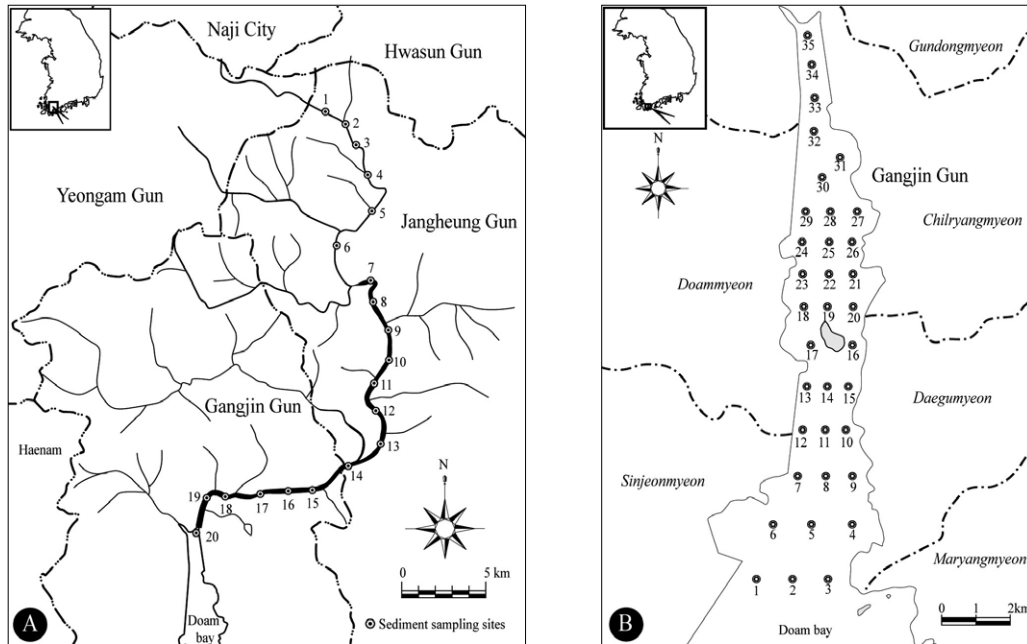 Naji City
Hwasun Gun
1
2
3
4
Yeongam Gun
5
Jangheung Gun
6
7
8
9
10
11
Gangjin Gun
12
Haenam
13
14
N
19
18
17
16
15
20
0 5 km
Doam
bay
Sediment sampling sites
A
35
Gundongmyeon
34
33
32
N
31
Gangjin Gun
30
29
28
27
Chilryangmyeon
24
25
26
Doammyeon
23
22
21
18
19
20
17
16
13
14
15
Daegumyeon
12
11
10
Sinjeonmyeon
7
8
9
6
5
4
Maryangmyeon
1
2
3
0 1 2km
Doam bay
B